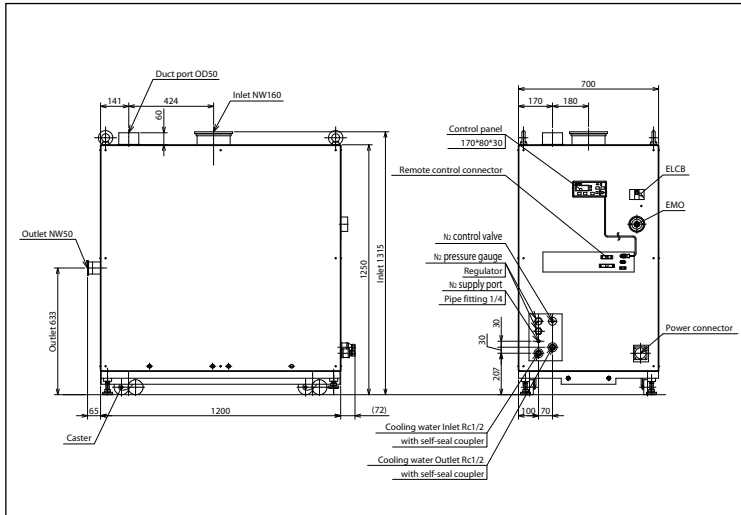 Duct port OD50
141
424
60
Inlet NW160
Outlet NW50
Outlet 633
1250
Inlet 1315
65
1200
(72)
Caster
700
170
180
Control panel
170*80*30
Remote control connector
ELCB
EMO
N2 control valve
N2 pressure gauge
Regulator
N2 supply port
Pipe fitting 1/4
30
30
207
Power connector
100
70
Cooling water Inlet Rc1/2
with self-seal coupler
Cooling water Outlet Rc1/2
with self-seal coupler